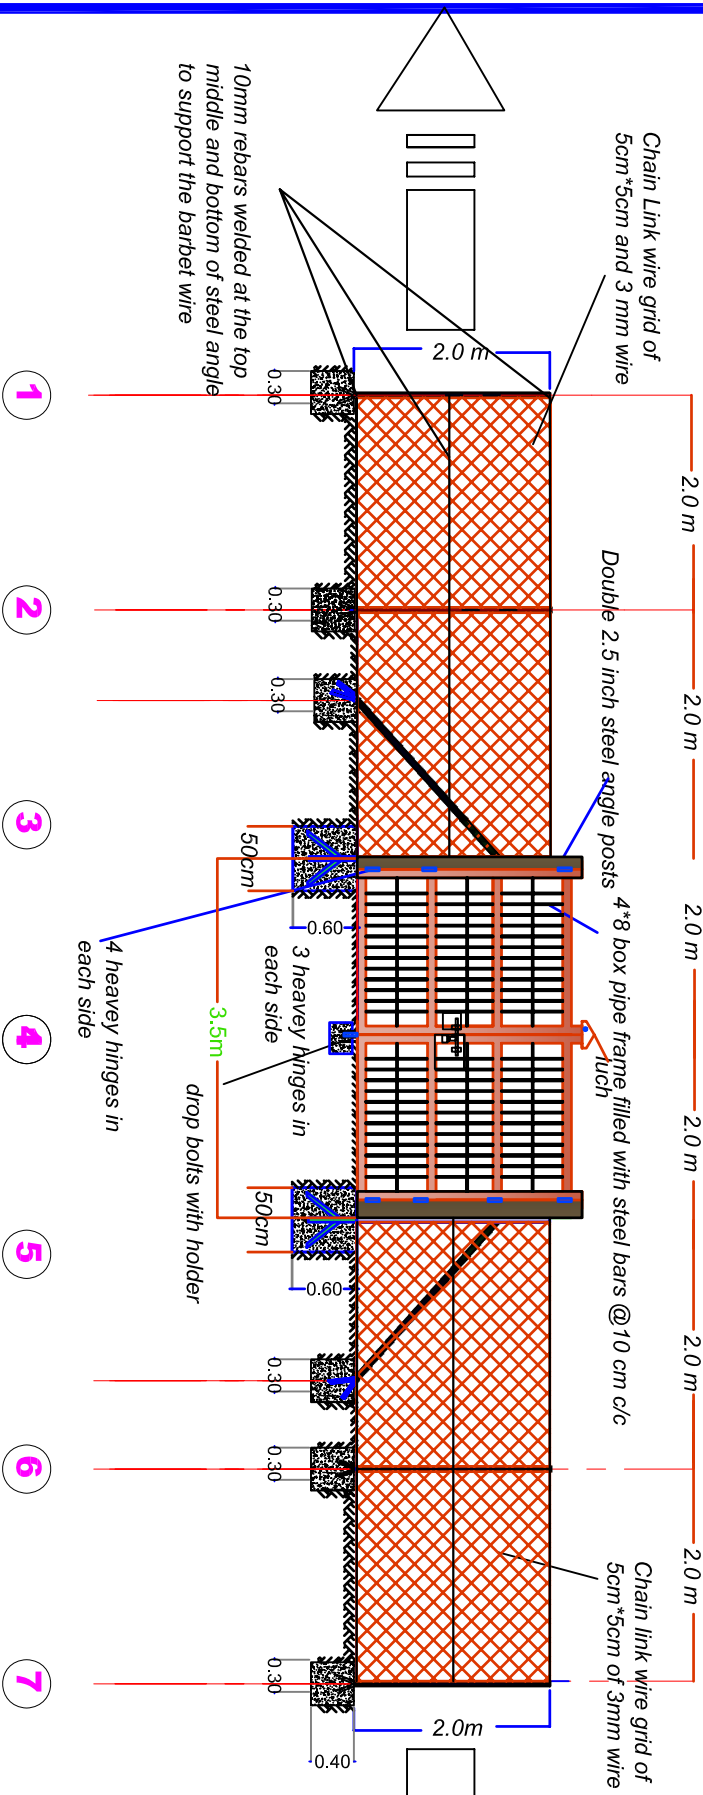 Chain Link wire grid of
5cm*5cm and 3 mm wire
10mm rebars welded at the top
middle and bottom of steel angle
to support the barbet wire
2.0 m
2.0 m
2.0 m
2.0 m
2.0 m
2.0 m
2.0 m
Double 2.5 inch steel angle posts
4*8 box pipe frame filled with steel bars @10 cm c/c
luch
Chain link wire grid of
5cm*5cm of 3mm wire
2.0m
0.30
0.30
0.30
50cm
0.60
3 heavey hinges in
each side
4 heavey hinges in
each side
3.5m
drop bolts with holder
50cm
0.60
0.30
0.30
0.30
0.40
1
2
3
4
5
6
7